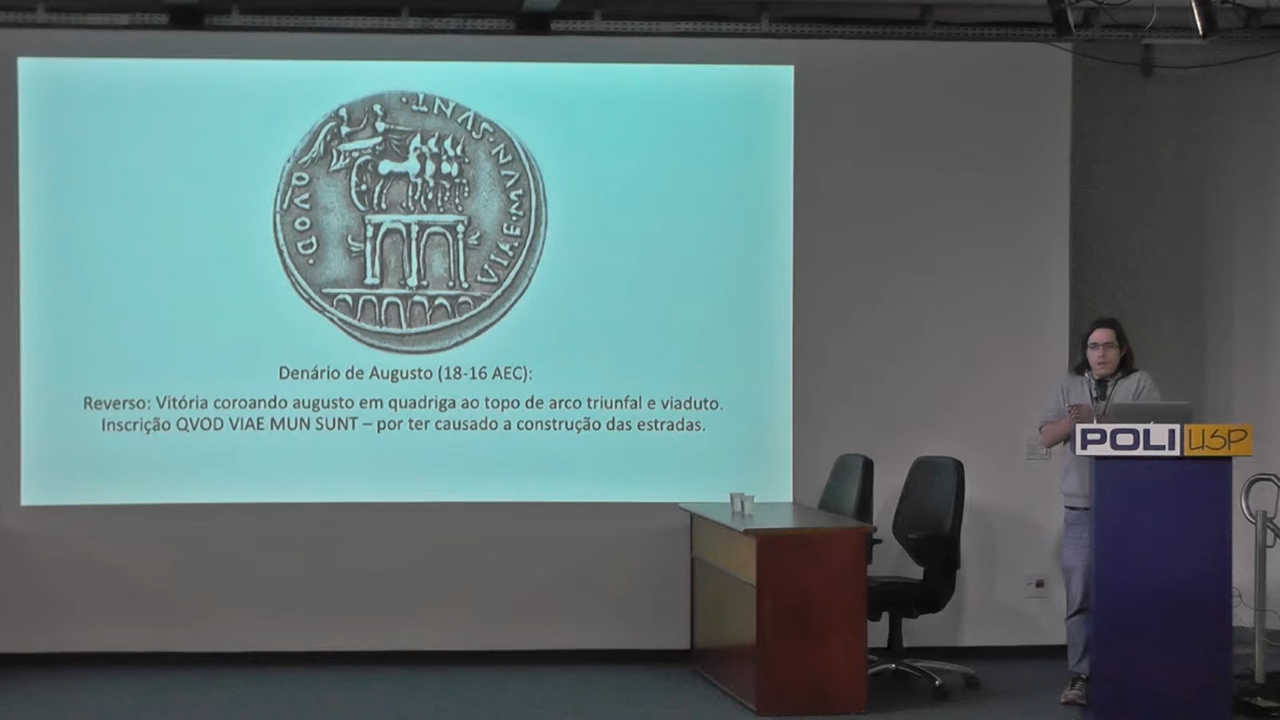 ·QVOD·
VIAE·MVN·SVNT·
Denário de Augusto (18-16 AEC):
Reverso: Vitória coroando augusto em quadriga ao topo de arco triunfal e viaduto.
Inscrição QVOD VIAE MUN SUNT – por ter causado a construção das estradas.
POLI USP